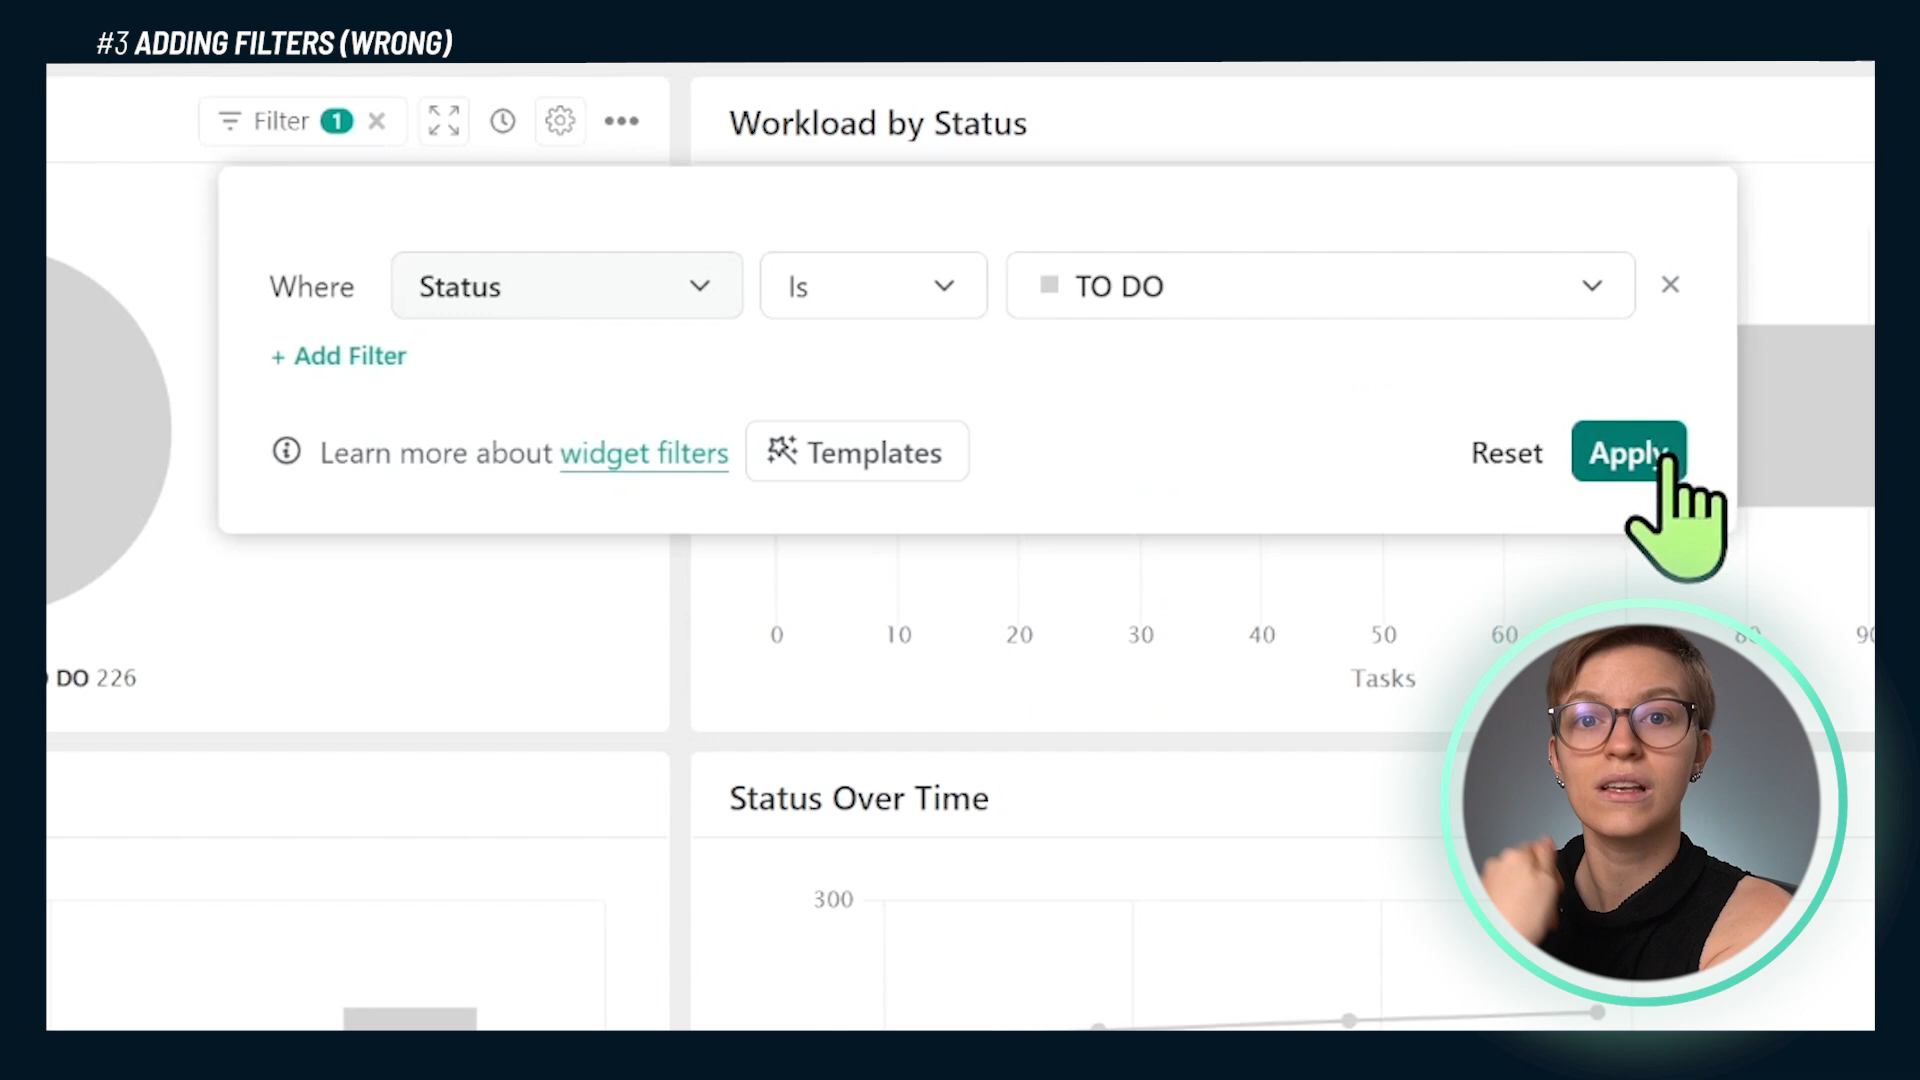 #3 ADDING FILTERS (WRONG)
Filter 1
Workload by Status
Where Status Is TO DO
+ Add Filter
Learn more about widget filters Templates Reset Apply
0 10 20 30 40 50 60 80
Tasks
DO 226
Status Over Time
300